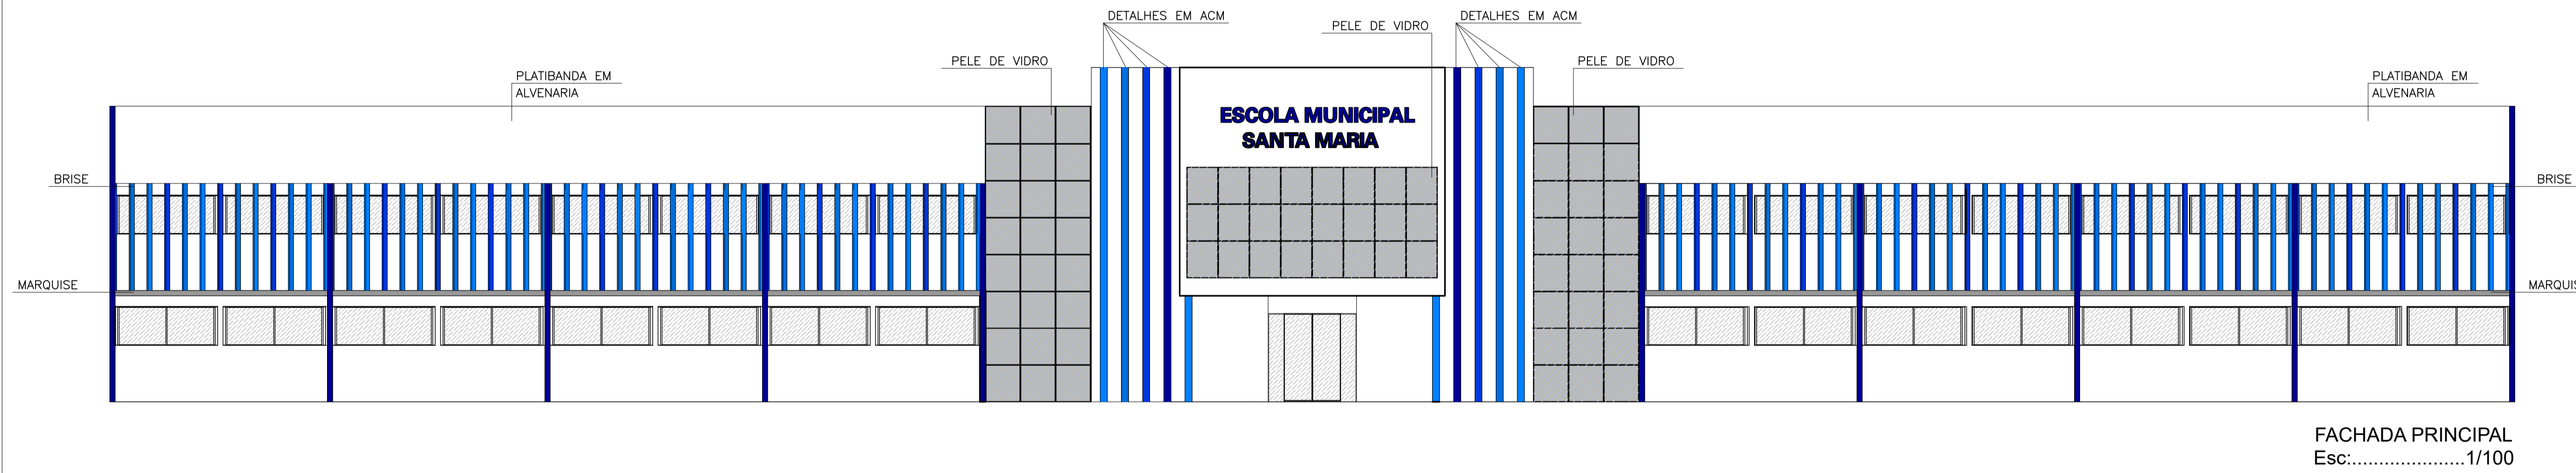 DETALHES EM ACM
DETALHES EM ACM
PELE DE VIDRO
PELE DE VIDRO
PELE DE VIDRO
PLATIBANDA EM
ALVENARIA
PLATIBANDA EM
ALVENARIA
ESCOLA MUNICIPAL
SANTA MARIA
BRISE
BRISE
MARQUISE
MARQUIS
FACHADA PRINCIPAL
Esc:.....................1/100